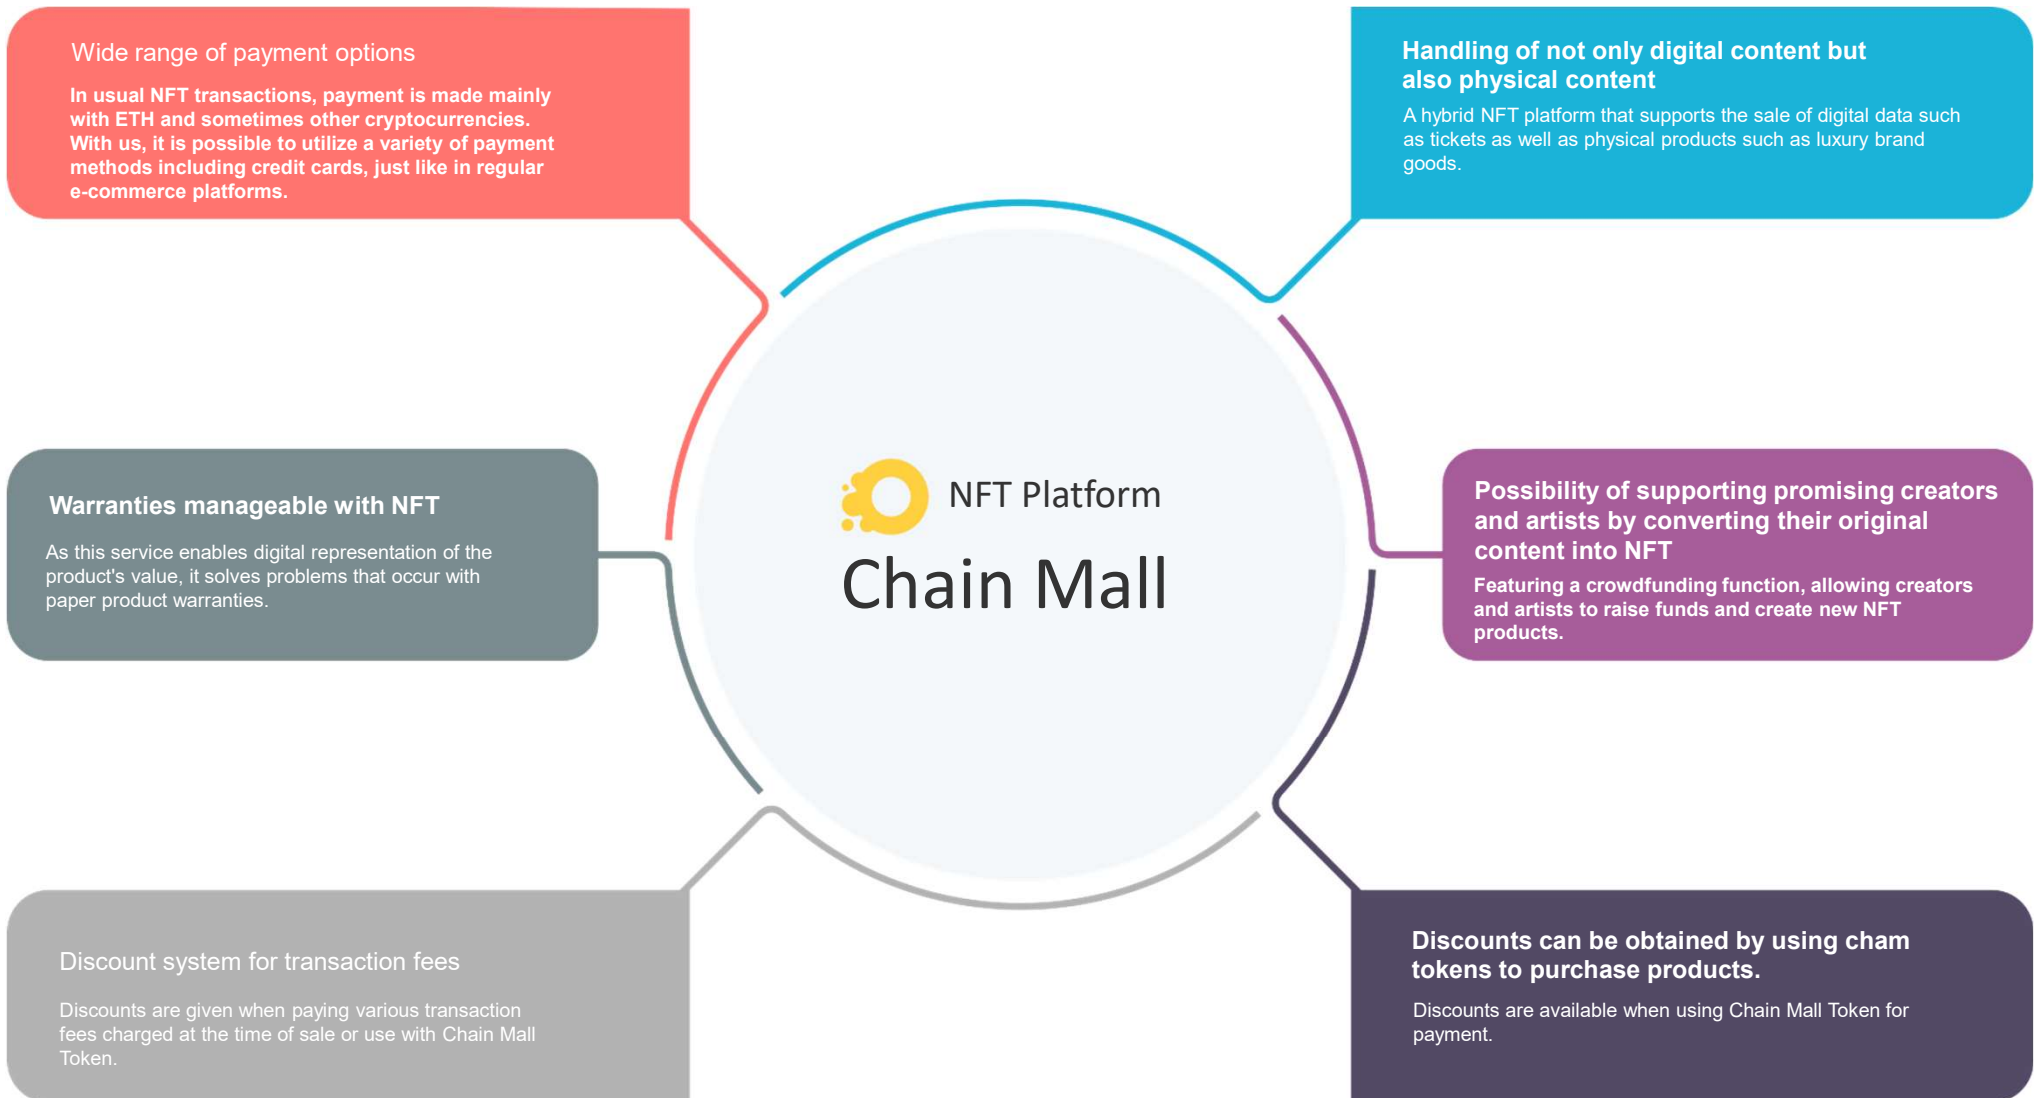 Wide range of payment options
In usual NFT transactions, payment is made mainly
with ETH and sometimes other cryptocurrencies.
With us, it is possible to utilize a variety of payment
methods including credit cards, just like in regular
e-commerce platforms.
Handling of not only digital content but
also physical content
A hybrid NFT platform that supports the sale of digital data such
as tickets as well as physical products such as luxury brand
goods.
Warranties manageable with NFT
As this service enables digital representation of the
product's value, it solves problems that occur with
paper product warranties.
NFT Platform
Chain Mall
Possibility of supporting promising creators
and artists by converting their original
content into NFT
Featuring a crowdfunding function, allowing creators
and artists to raise funds and create new NFT
products.
Discount system for transaction fees
Discounts are given when paying various transaction
fees charged at the time of sale or use with Chain Mall
Token.
Discounts can be obtained by using cham
tokens to purchase products.
Discounts are available when using Chain Mall Token for
payment.